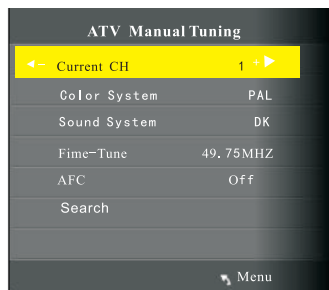 ATV Manual Tuning
Current CH 1 +
Color System PAL
Sound System DK
Fime-Tune 49.75MHZ
AFC Off
Search
Menu